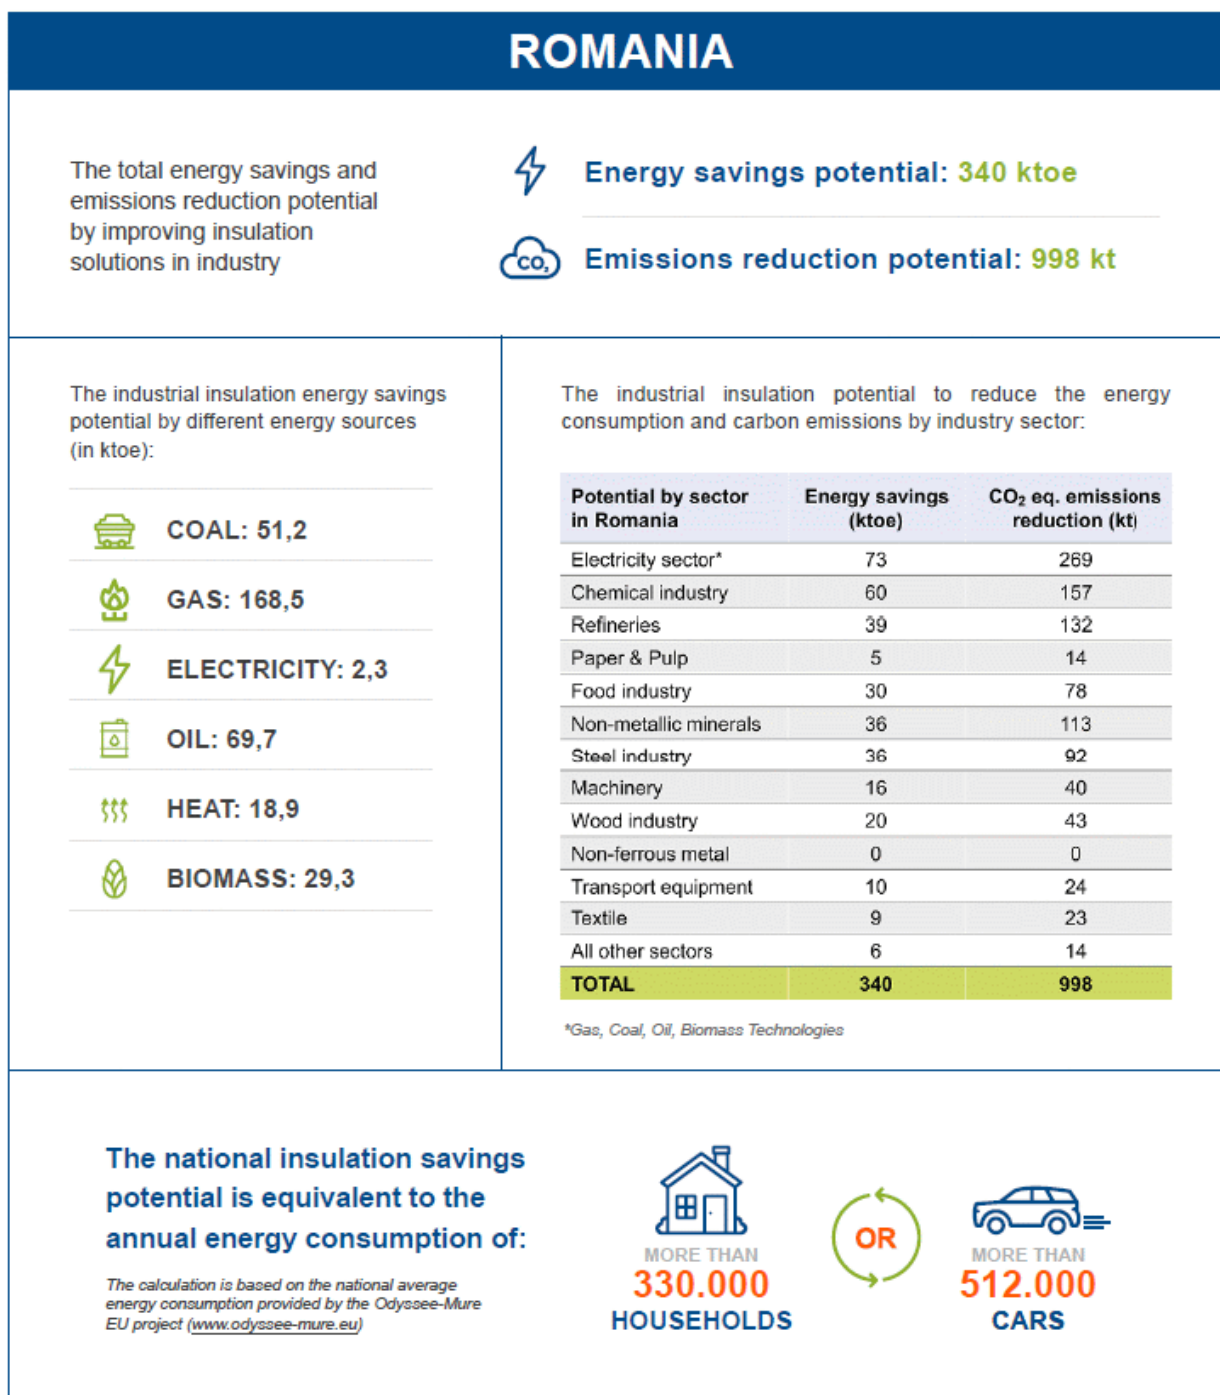 ROMANIA
The total energy savings and
emissions reduction potential
by improving insulation
solutions in industry
Energy savings potential: 340 ktoe
CO₂
Emissions reduction potential: 998 kt
The industrial insulation energy savings
potential by different energy sources
(in ktoe):
COAL: 51,2
GAS: 168,5
ELECTRICITY: 2,3
OIL: 69,7
HEAT: 18,9
BIOMASS: 29,3
The industrial insulation potential to reduce the energy
consumption and carbon emissions by industry sector:
Potential by sector in Romania Energy savings (ktoe) CO₂ eq. emissions reduction (kt)
Electricity sector* 73 269
Chemical industry 60 157
Refineries 39 132
Paper & Pulp 5 14
Food industry 30 78
Non-metallic minerals 36 113
Steel industry 36 92
Machinery 16 40
Wood industry 20 43
Non-ferrous metal 0 0
Transport equipment 10 24
Textile 9 23
All other sectors 6 14
TOTAL 340 998
*Gas, Coal, Oil, Biomass Technologies
The national insulation savings
potential is equivalent to the
annual energy consumption of:
The calculation is based on the national average
energy consumption provided by the Odyssee-Mure
EU project (www.odyssee-mure.eu)
MORE THAN
330.000
HOUSEHOLDS
OR
MORE THAN
512.000
CARS